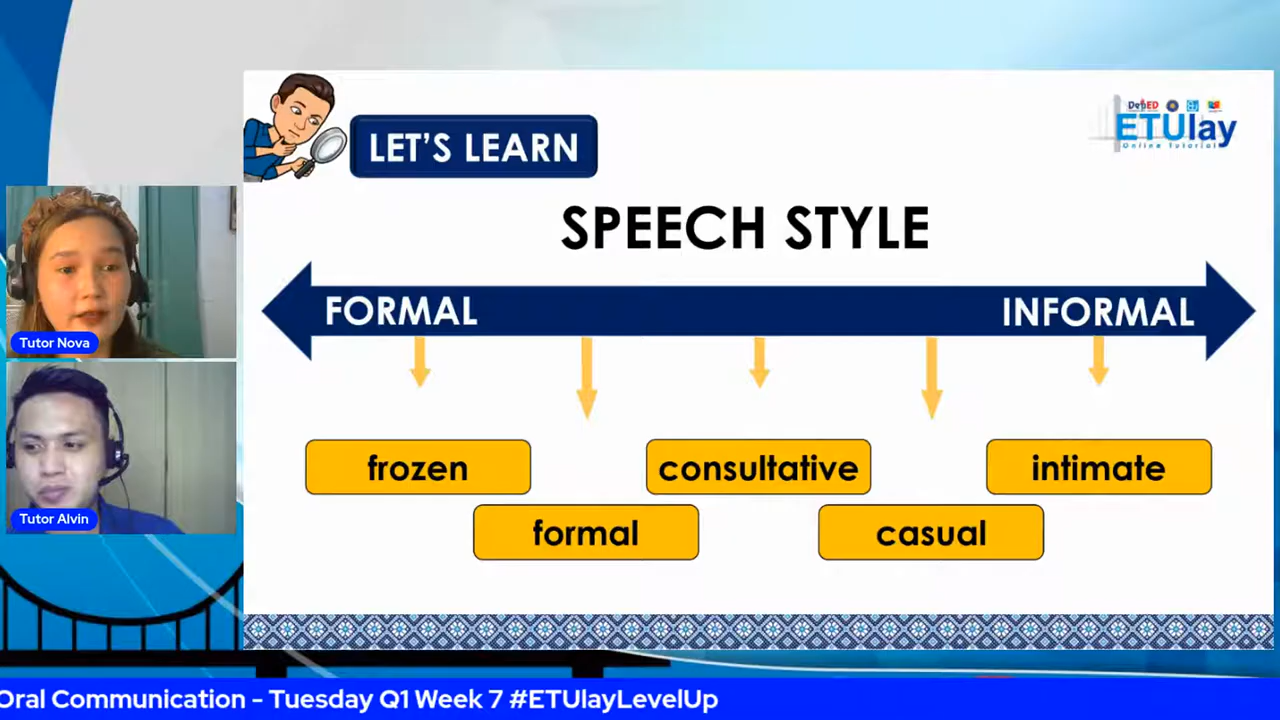 LET'S LEARN
DepED
ETUlay
Online Tutorial
SPEECH STYLE
FORMAL
INFORMAL
frozen
consultative
intimate
formal
casual
Tutor Nova
Tutor Alvin
Oral Communication - Tuesday Q1 Week 7 #ETUlayLevelUp